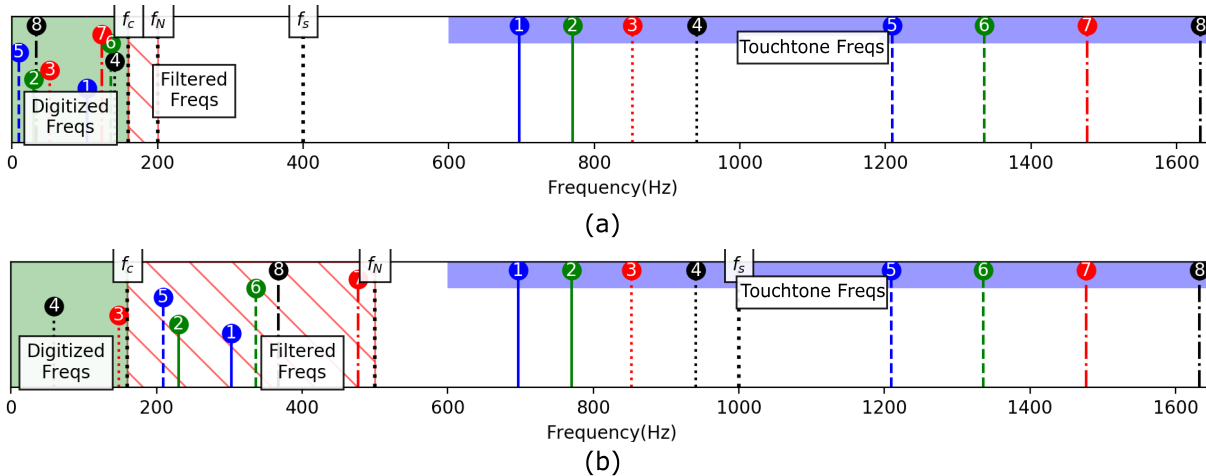 f_c f_N f_s
8 7 6 5 4 3 2 1 1 2 3 4 5 6 7 8
Touchtone Freqs
Filtered
Freqs
Digitized
Freqs
0 200 400 600 800 1000 1200 1400 1600
Frequency(Hz)
(a)
f_c f_N f_s
8 7 6 5 4 3 2 1 1 2 3 4 5 6 7 8
Touchtone Freqs
Digitized
Freqs
Filtered
Freqs
0 200 400 600 800 1000 1200 1400 1600
Frequency(Hz)
(b)